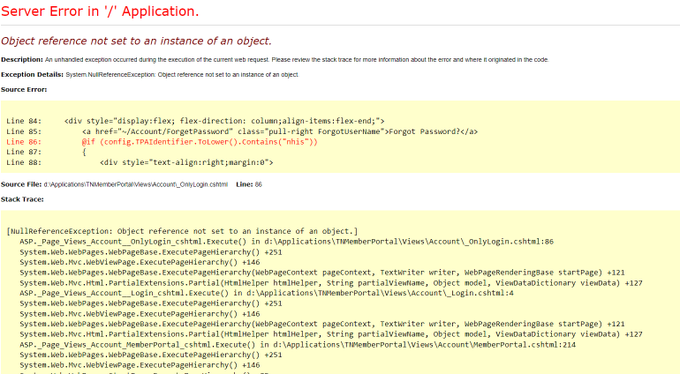 Server Error in '/' Application.
Object reference not set to an instance of an object.
Description: An unhandled exception occurred during the execution of the current web request. Please review the stack trace for more information about the error and where it originated in the code.
Exception Details: System.NullReferenceException: Object reference not set to an instance of an object
Source Error:
Line 84:     <div style="display:flex; flex-direction: column;align-items:flex-end;">
Line 85:         <a href="~/Account/ForgetPassword" class="pull-right ForgotUserName">Forgot Password?</a>
Line 86:         @if (config.TPAIdentifier.ToLower().Contains("nhis"))
Line 87:         {
Line 88:             <div style="text-align:right;margin:0">
Source File: d:\Applications\TNMemberPortal\Views\Account\_OnlyLogin.cshtml    Line: 86
Stack Trace:
[NullReferenceException: Object reference not set to an instance of an object.]
ASP._Page_Views_Account__OnlyLogin_cshtml.Execute() in d:\Applications\TNMemberPortal\Views\Account\_OnlyLogin.cshtml:86
System.Web.WebPages.WebPageBase.ExecutePageHierarchy() +251
System.Web.Mvc.WebViewPage.ExecutePageHierarchy() +146
System.Web.WebPages.WebPageBase.ExecutePageHierarchy(WebPageContext pageContext, TextWriter writer, WebPageRenderingBase startPage) +121
System.Web.Mvc.Html.PartialExtensions.Partial(HtmlHelper htmlHelper, String partialViewName, Object model, ViewDataDictionary viewData) +127
ASP._Page_Views_Account__Login_cshtml.Execute() in d:\Applications\TNMemberPortal\Views\Account\_Login.cshtml:4
System.Web.WebPages.WebPageBase.ExecutePageHierarchy() +251
System.Web.Mvc.WebViewPage.ExecutePageHierarchy() +146
System.Web.WebPages.WebPageBase.ExecutePageHierarchy(WebPageContext pageContext, TextWriter writer, WebPageRenderingBase startPage) +121
System.Web.Mvc.Html.PartialExtensions.Partial(HtmlHelper htmlHelper, String partialViewName, Object model, ViewDataDictionary viewData) +127
ASP._Page_Views_Account_MemberPortal_cshtml.Execute() in d:\Applications\TNMemberPortal\Views\Account\MemberPortal.cshtml:214
System.Web.WebPages.WebPageBase.ExecutePageHierarchy() +251
System.Web.Mvc.WebViewPage.ExecutePageHierarchy() +146